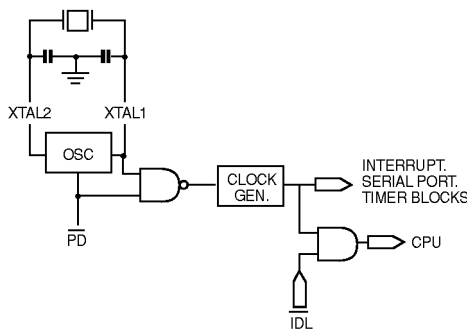 XTAL2
XTAL1
OSC
PD
CLOCK
GEN.
INTERRUPT.
SERIAL PORT.
TIMER BLOCKS
CPU
IDL